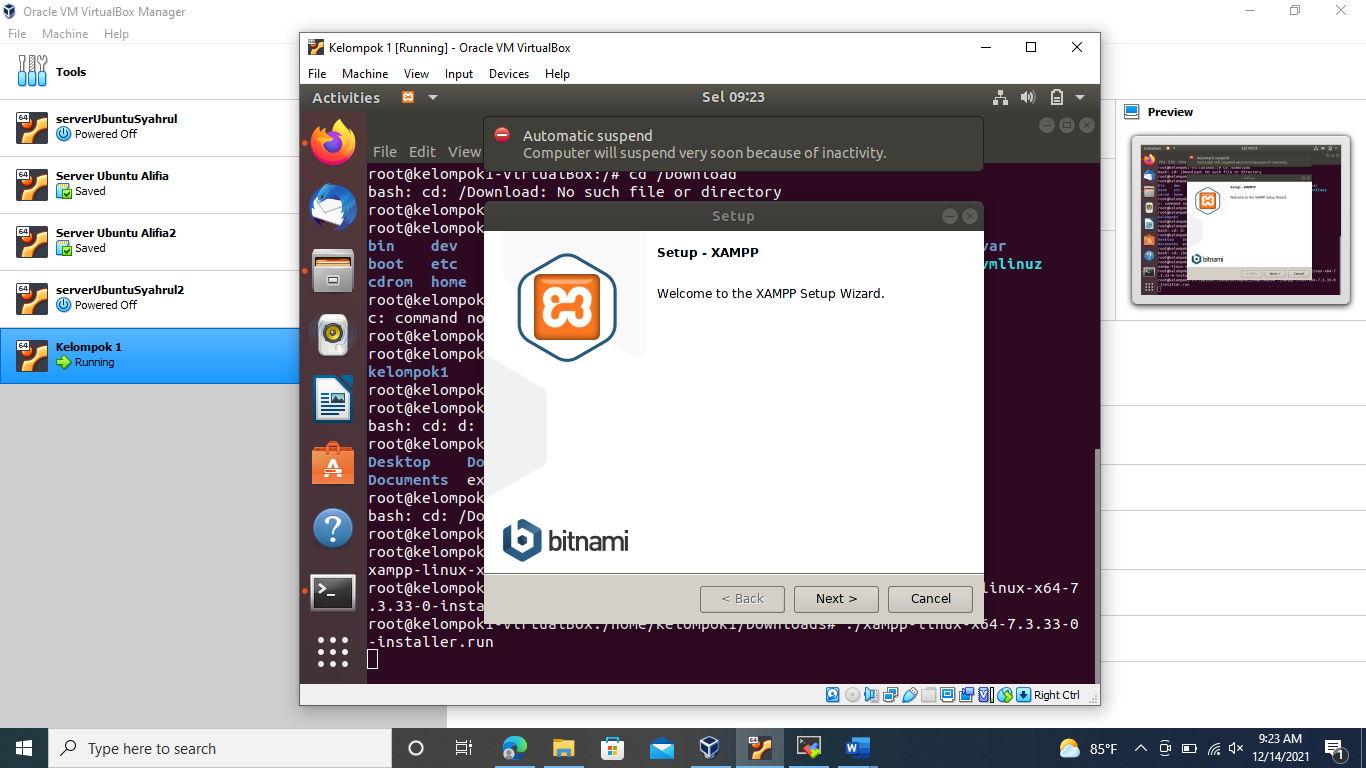 Oracle VM VirtualBox Manager
File Machine Help
Tools
serverUbuntuSyahrul
Powered Off
Server Ubuntu Alifia
Saved
Server Ubuntu Alifia2
Saved
serverUbuntuSyahrul2
Powered Off
Kelompok 1
Running
Kelompok 1 [Running] - Oracle VM VirtualBox
File Machine View Input Devices Help
Activities
Sel 09:23
Automatic suspend
Computer will suspend very soon because of inactivity.
File Edit View
root@kelompok1-VirtualBox:/# cd /Download
bash: cd: /Download: No such file or directory
root@kelompok
root@kelompok
bin dev var
boot etc vmlinuz
cdrom home
root@kelompok
c: command no
root@kelompok
root@kelompok
kelompok1
root@kelompok
root@kelompok
bash: cd: d:
root@kelompok
Desktop Do
Documents ex
root@kelompok
bash: cd: /Do
root@kelompok
root@kelompok
xampp-linux-x
root@kelompok linux-x64-7
.3.33-0-insta
root@kelompok1-VirtualBox:/home/kelompok1/Downloads# ./xampp-linux-x64-7.3.33-0
-installer.run
Setup
Setup - XAMPP
Welcome to the XAMPP Setup Wizard.
bitnami
< Back
Next >
Cancel
Right Ctrl
Preview
Type here to search
85°F
9:23 AM
12/14/2021
1